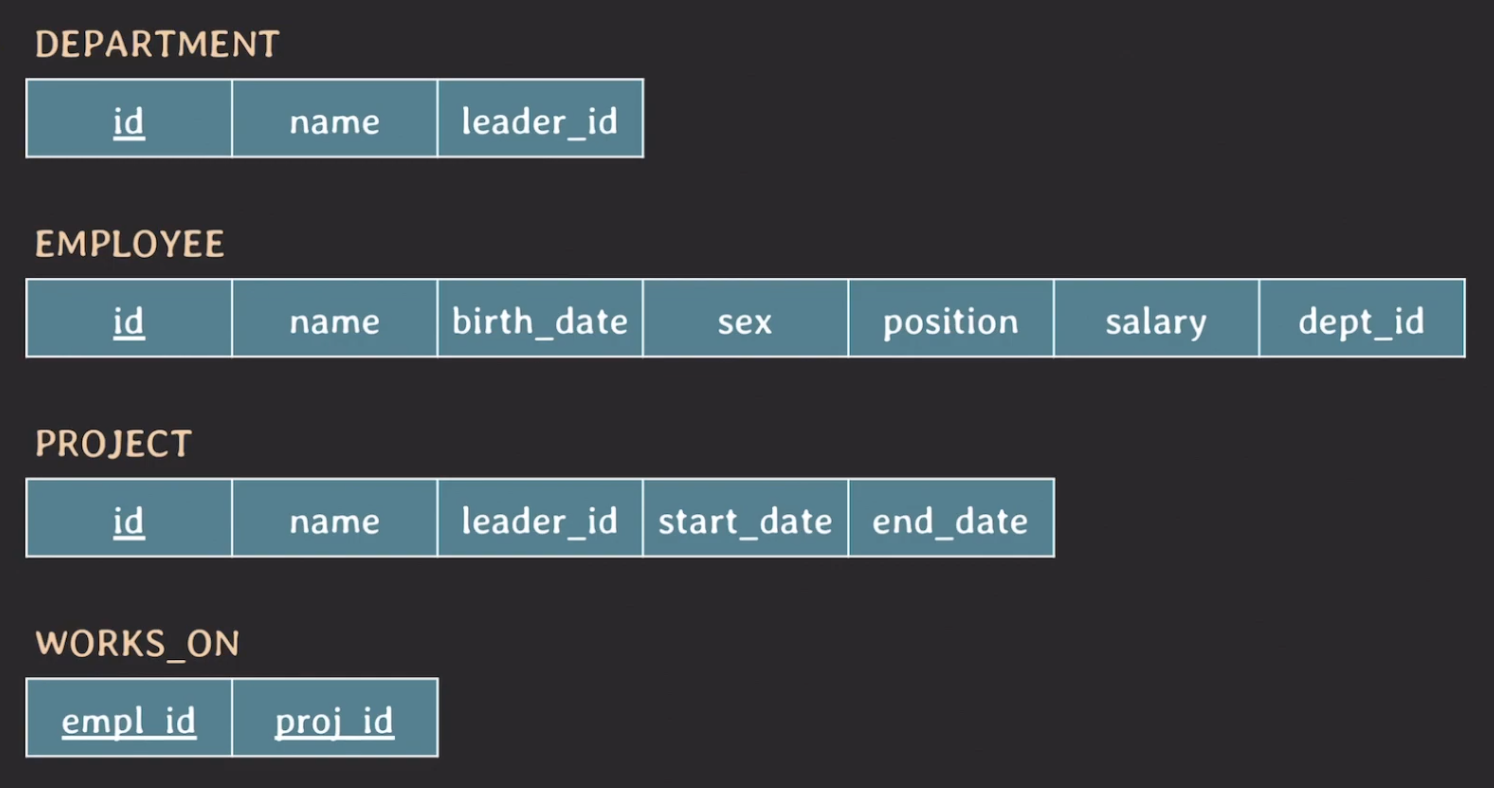 DEPARTMENT
id name leader_id
EMPLOYEE
id name birth_date sex position salary dept_id
PROJECT
id name leader_id start_date end_date
WORKS_ON
empl_id proj_id